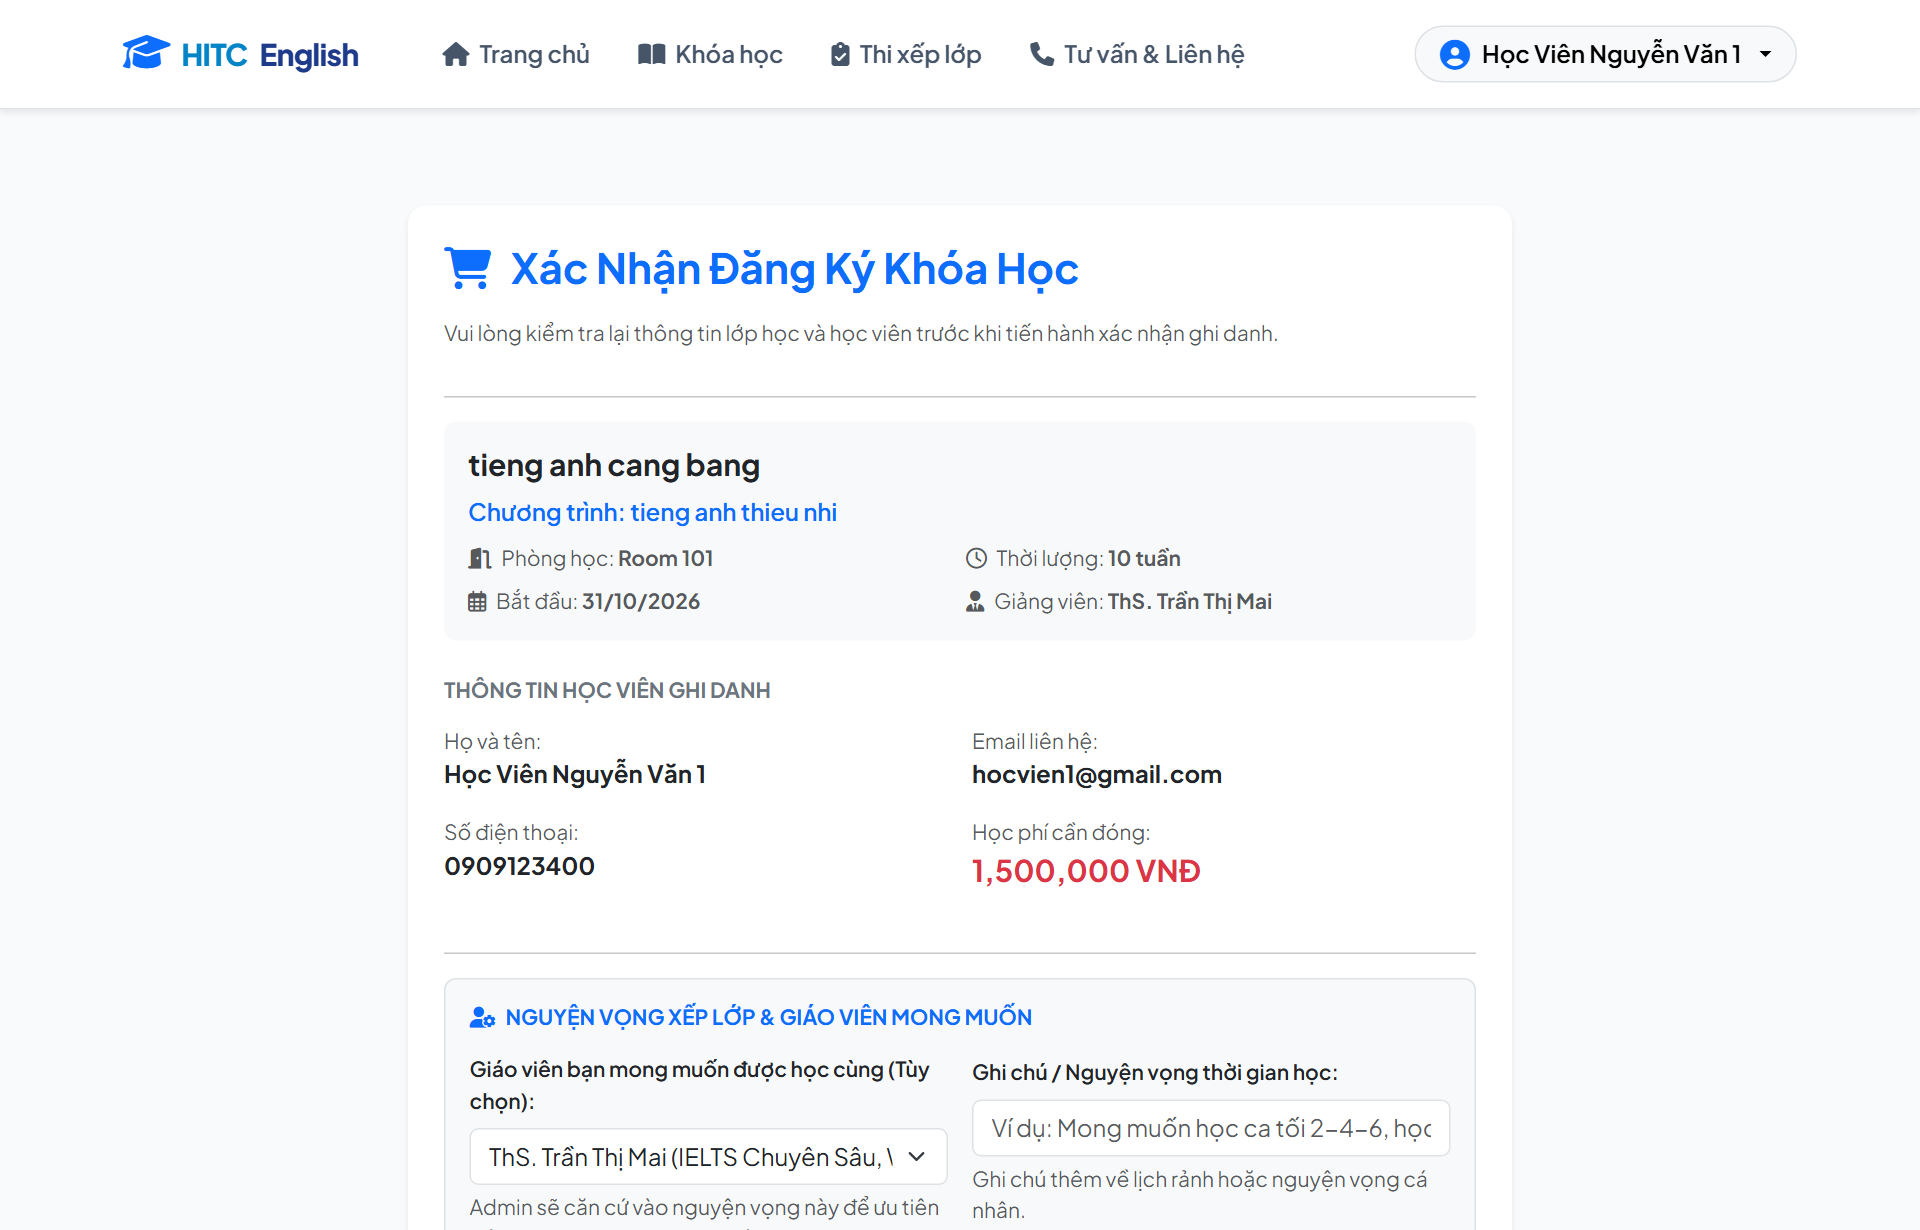 HITC English
Trang chủ
Khóa học
Thi xếp lớp
Tư vấn & Liên hệ
Học Viên Nguyễn Văn 1
Xác Nhận Đăng Ký Khóa Học
Vui lòng kiểm tra lại thông tin lớp học và học viên trước khi tiến hành xác nhận ghi danh.
tieng anh cang bang
Chương trình: tieng anh thieu nhi
Phòng học: Room 101
Thời lượng: 10 tuần
Bắt đầu: 31/10/2026
Giảng viên: ThS. Trần Thị Mai
THÔNG TIN HỌC VIÊN GHI DANH
Họ và tên:
Học Viên Nguyễn Văn 1
Email liên hệ:
hocvien1@gmail.com
Số điện thoại:
0909123400
Học phí cần đóng:
1,500,000 VNĐ
NGUYỆN VỌNG XẾP LỚP & GIÁO VIÊN MONG MUỐN
Giáo viên bạn mong muốn được học cùng (Tùy
chọn):
ThS. Trần Thị Mai (IELTS Chuyên Sâu,
Admin sẽ căn cứ vào nguyện vọng này để ưu tiên
Ghi chú / Nguyện vọng thời gian học:
Ví dụ: Mong muốn học ca tối 2-4-6, học
Ghi chú thêm về lịch rảnh hoặc nguyện vọng cá
nhân.